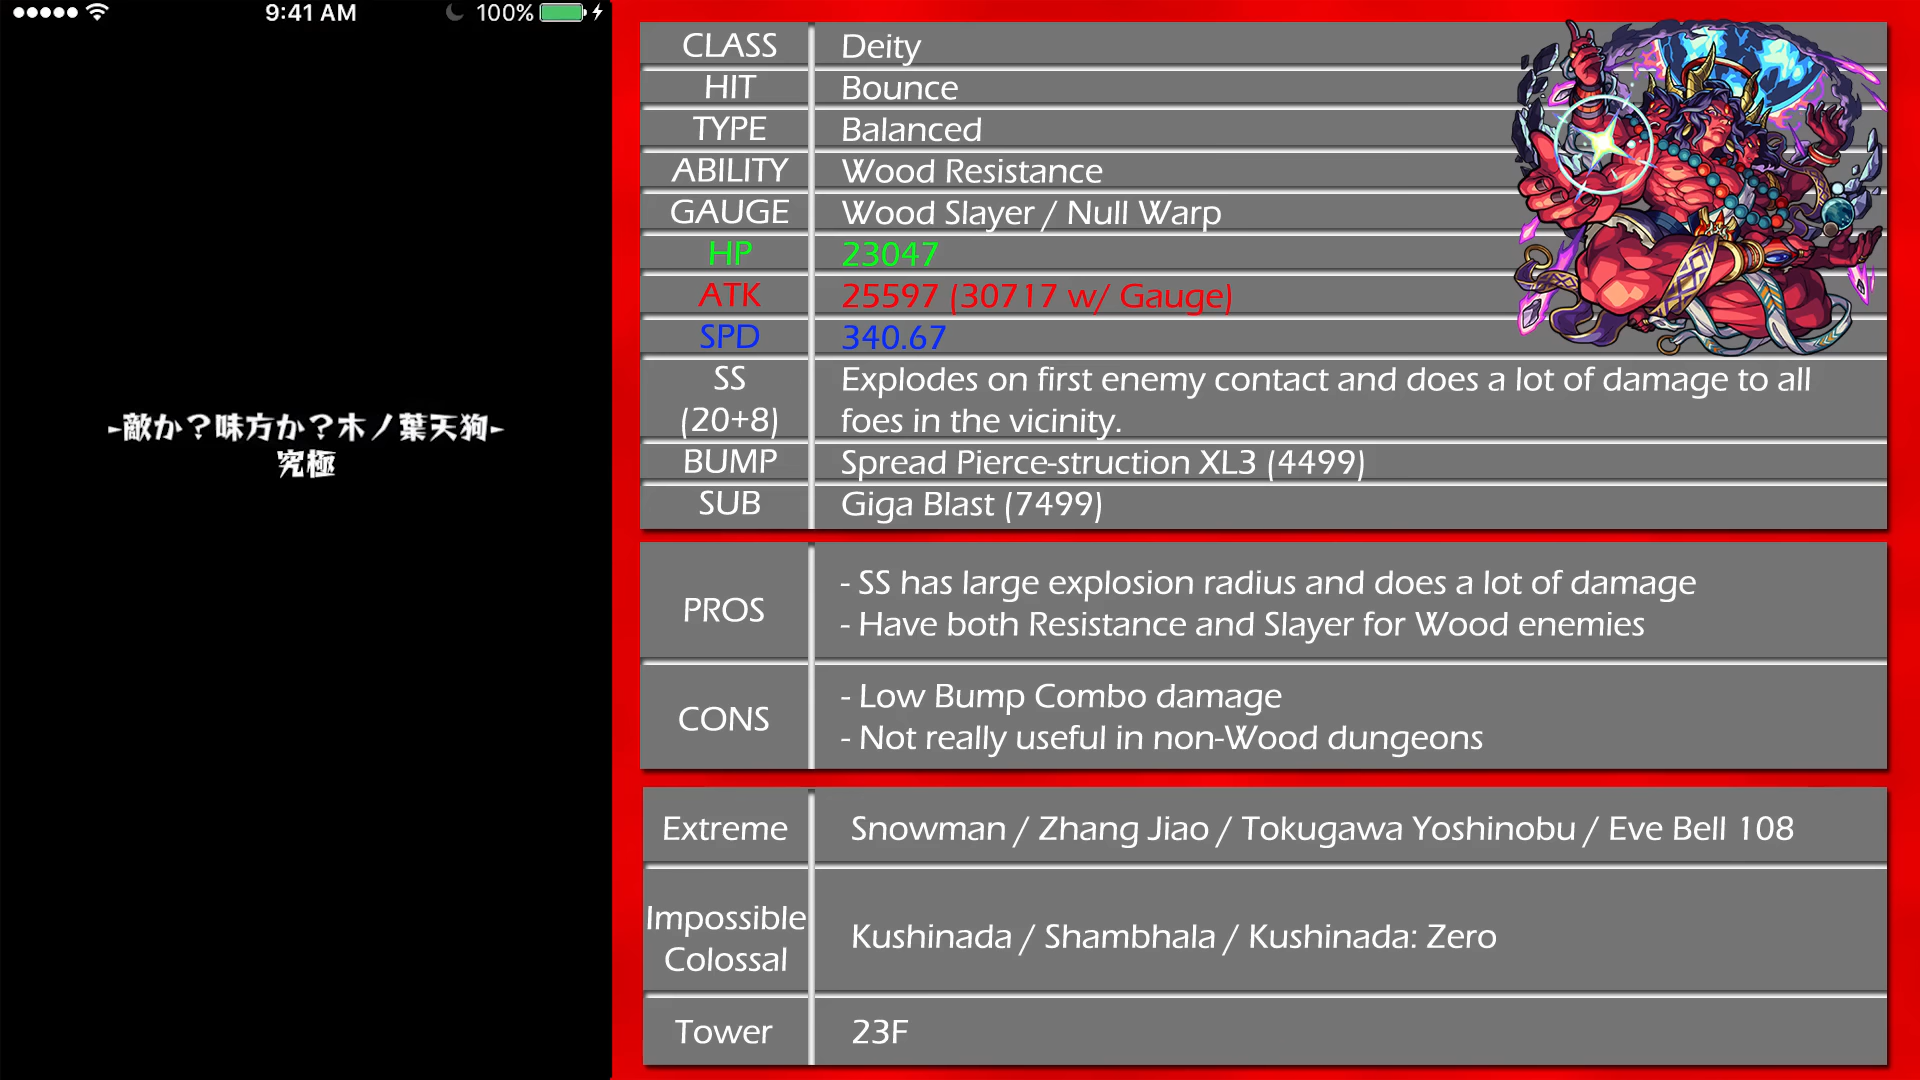 9:41 AM
100%
-敵か？味方か？木ノ葉天狗-
究極
CLASS Deity
HIT Bounce
TYPE Balanced
ABILITY Wood Resistance
GAUGE Wood Slayer / Null Warp
HP 23047
ATK 25597 (30717 w/ Gauge)
SPD 340.67
SS (20+8) Explodes on first enemy contact and does a lot of damage to all
foes in the vicinity.
BUMP Spread Pierce-struction XL3 (4499)
SUB Giga Blast (7499)
PROS
- SS has large explosion radius and does a lot of damage
- Have both Resistance and Slayer for Wood enemies
CONS
- Low Bump Combo damage
- Not really useful in non-Wood dungeons
Extreme Snowman / Zhang Jiao / Tokugawa Yoshinobu / Eve Bell 108
Impossible
Colossal
Kushinada / Shambhala / Kushinada: Zero
Tower 23F